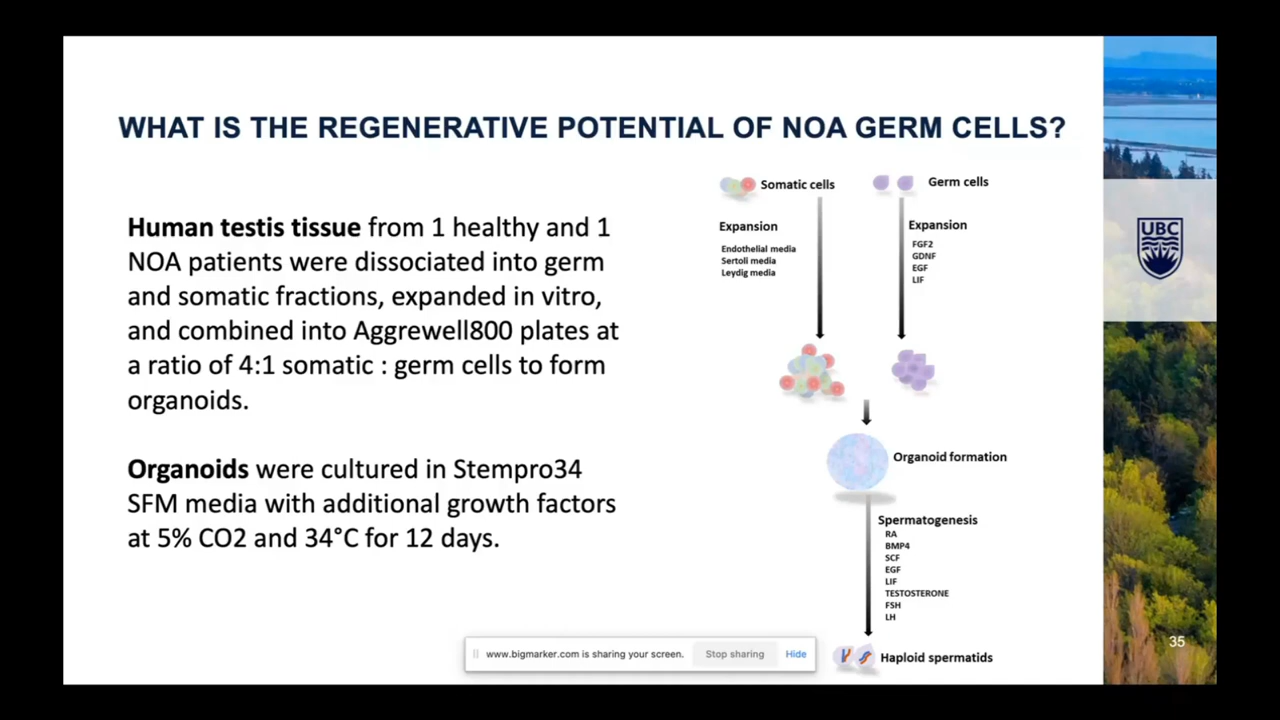 WHAT IS THE REGENERATIVE POTENTIAL OF NOA GERM CELLS?
Human testis tissue from 1 healthy and 1
NOA patients were dissociated into germ
and somatic fractions, expanded in vitro,
and combined into Aggrewell800 plates at
a ratio of 4:1 somatic : germ cells to form
organoids.
Organoids were cultured in Stempro34
SFM media with additional growth factors
at 5% CO2 and 34°C for 12 days.
Somatic cells
Germ cells
Expansion
Endothelial media
Sertoli media
Leydig media
Expansion
FGF2
GDNF
EGF
LIF
Organoid formation
Spermatogenesis
RA
BMP4
SCF
EGF
LIF
TESTOSTERONE
FSH
LH
Haploid spermatids
UBC
35
www.bigmarker.com is sharing your screen.
Stop sharing
Hide